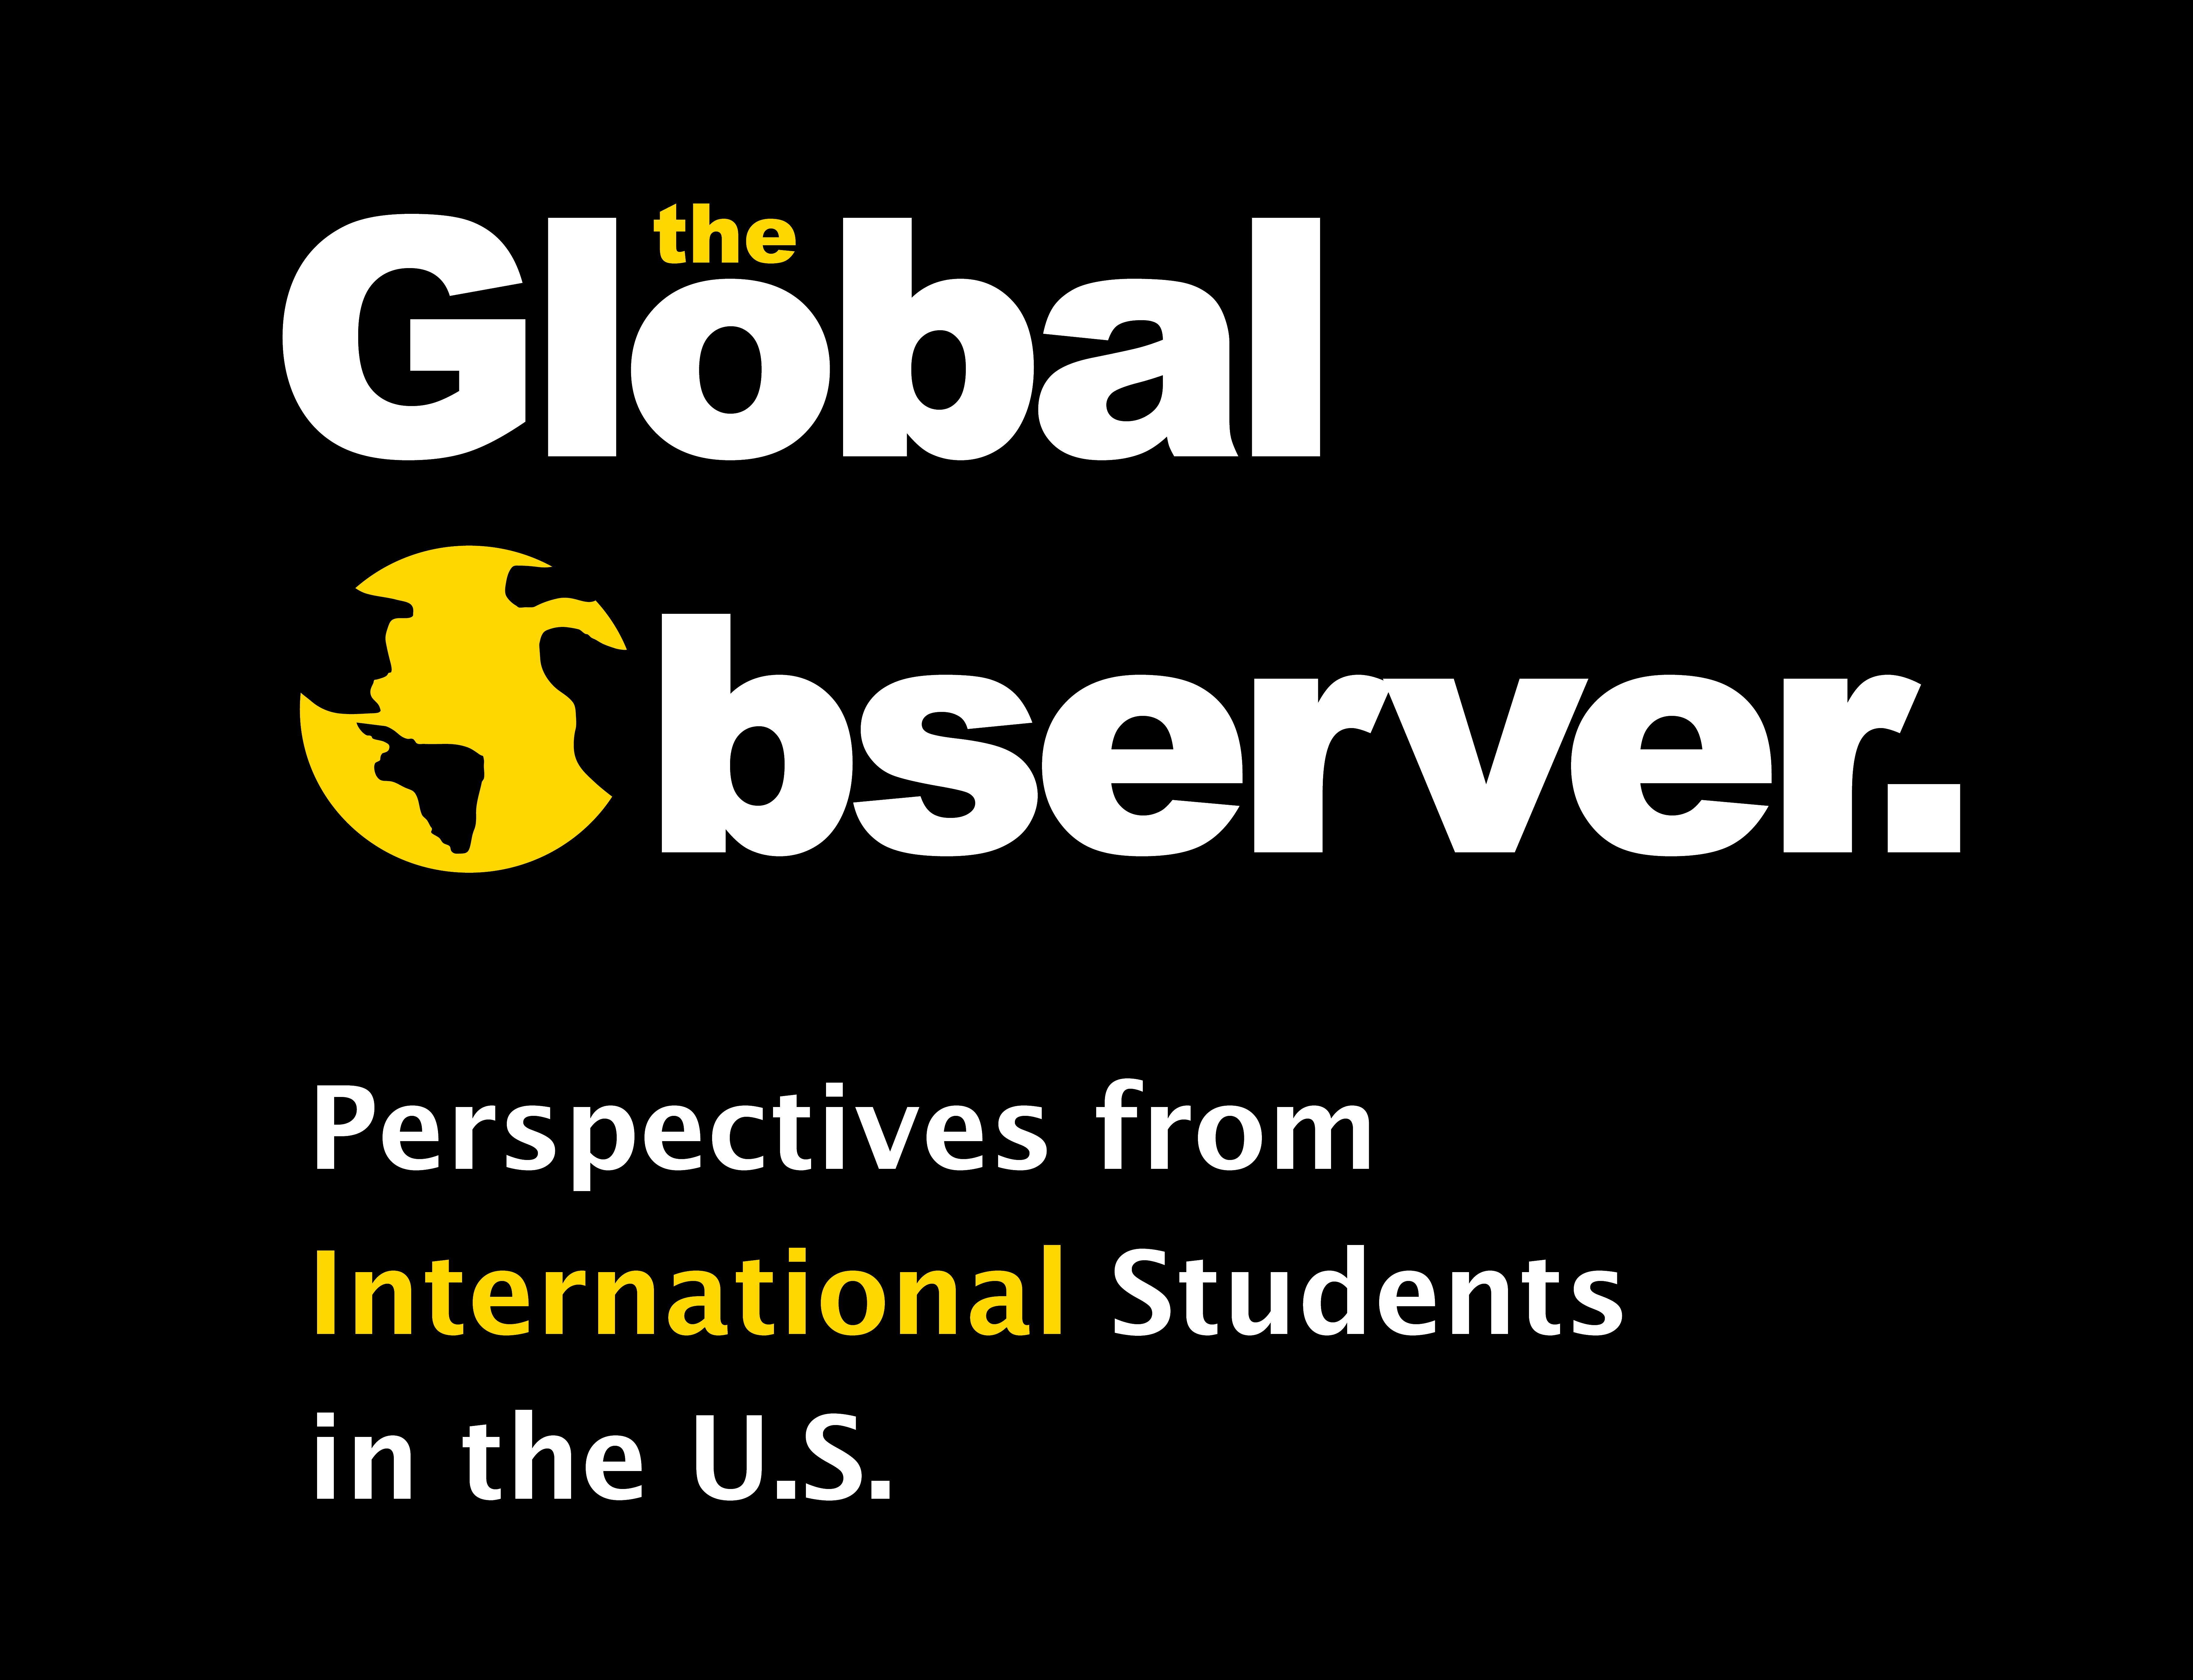 the
Global
Observer.
Perspectives from
International Students
in the U.S.